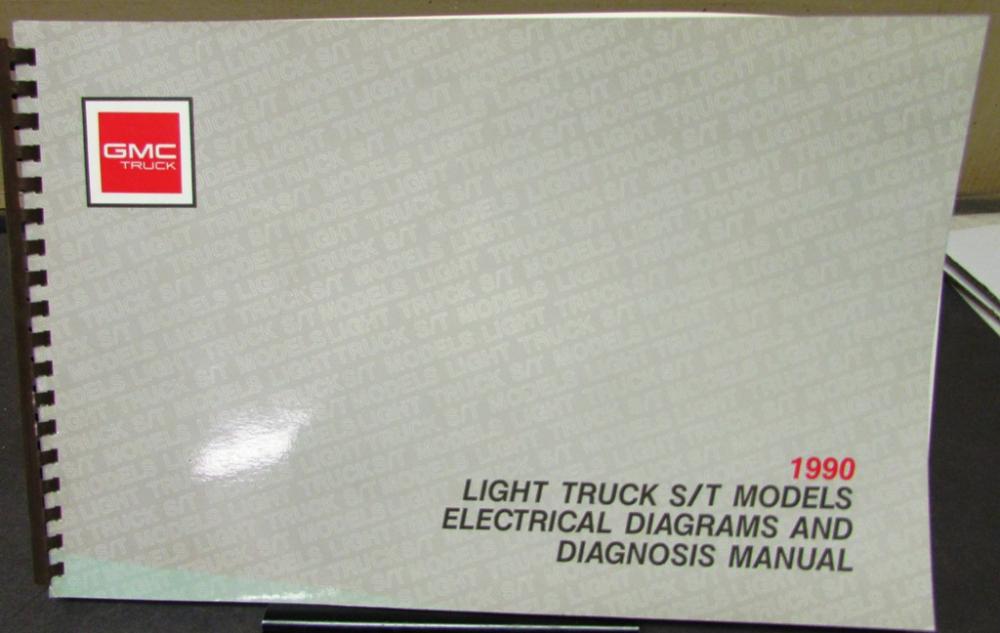 GMC
TRUCK
1990
LIGHT TRUCK S/T MODELS
ELECTRICAL DIAGRAMS AND
DIAGNOSIS MANUAL